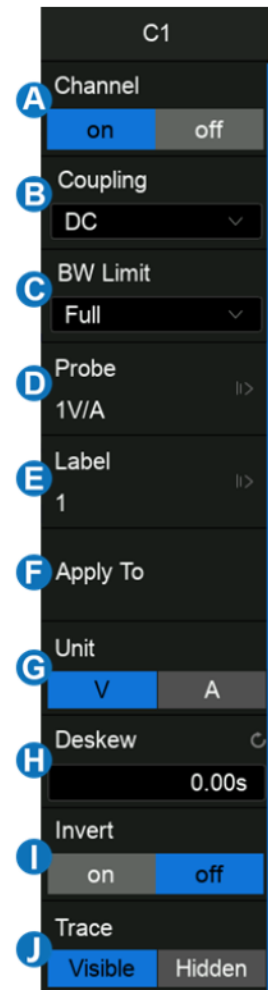 C1
A Channel
on off
B Coupling
DC
C BW Limit
Full
D Probe
1V/A
E Label
1
F Apply To
G Unit
V A
H Deskew
0.00s
I Invert
on off
J Trace
Visible Hidden